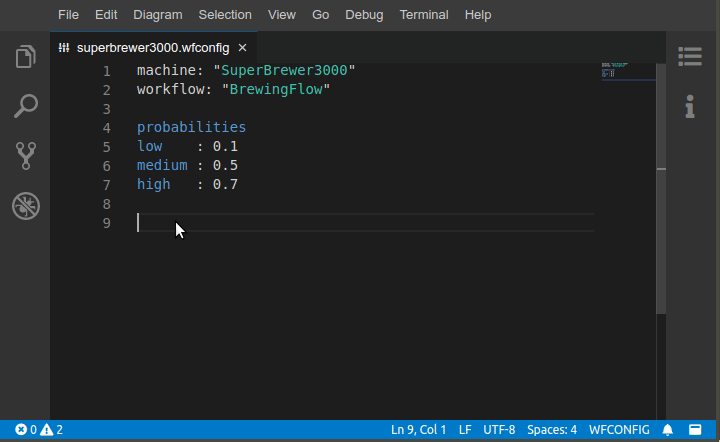 File Edit Diagram Selection View Go Debug Terminal Help
superbrewer3000.wfconfig ×
1 machine: "SuperBrewer3000"
2 workflow: "BrewingFlow"
3
4 probabilities
5 low : 0.1
6 medium : 0.5
7 high : 0.7
8
9
0 2 Ln 9, Col 1 LF UTF-8 Spaces: 4 WFCONFIG